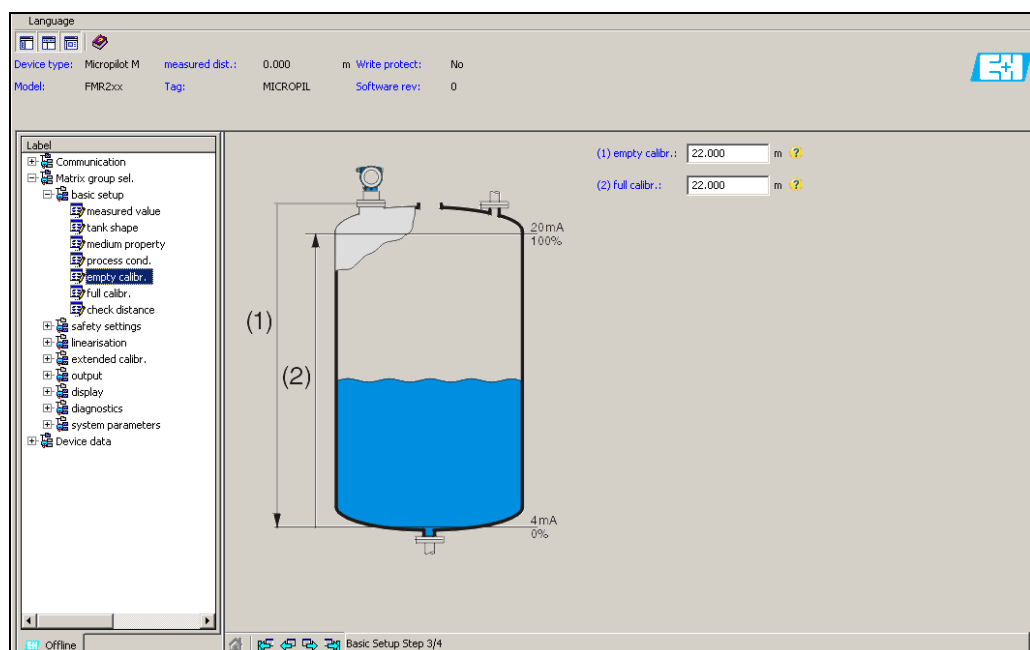 Language
Device type: Micropilot M measured dist.: 0.000 m Write protect: No
Model: FMR2xx Tag: MICROPIL Software rev: 0
E+H
Label
Communication
Matrix group sel.
basic setup
measured value
tank shape
medium property
process cond.
empty calibr.
full calibr.
check distance
safety settings
linearisation
extended calibr.
output
display
diagnostics
system parameters
Device data
(1) empty calibr.: 22.000 m ?
(2) full calibr.: 22.000 m ?
20mA
100%
(1)
(2)
4mA
0%
Offline
Basic Setup Step 3/4